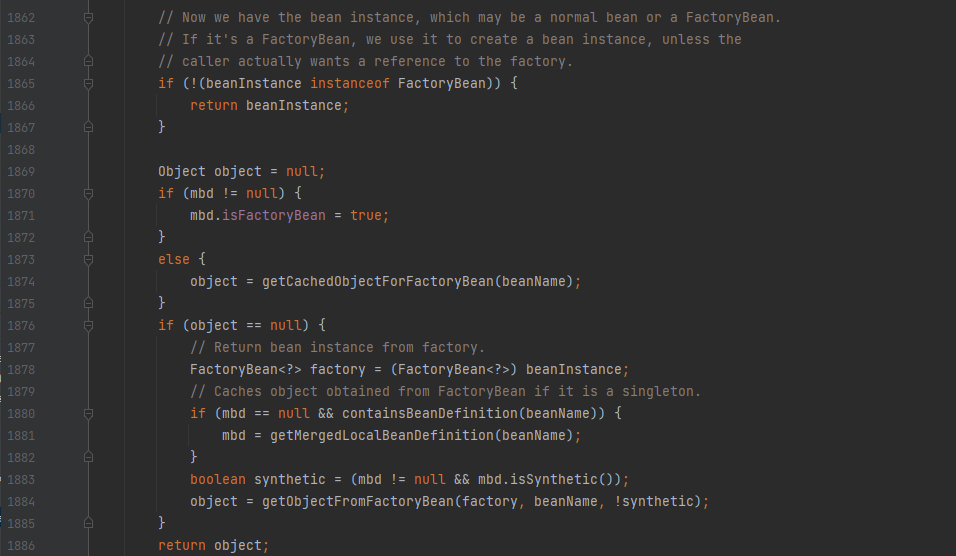 1862 // Now we have the bean instance, which may be a normal bean or a FactoryBean.
1863 // If it's a FactoryBean, we use it to create a bean instance, unless the
1864 // caller actually wants a reference to the factory.
1865 if (!(beanInstance instanceof FactoryBean)) {
1866 return beanInstance;
1867 }
1868
1869 Object object = null;
1870 if (mbd != null) {
1871 mbd.isFactoryBean = true;
1872 }
1873 else {
1874 object = getCachedObjectForFactoryBean(beanName);
1875 }
1876 if (object == null) {
1877 // Return bean instance from factory.
1878 FactoryBean<?> factory = (FactoryBean<?>) beanInstance;
1879 // Caches object obtained from FactoryBean if it is a singleton.
1880 if (mbd == null && containsBeanDefinition(beanName)) {
1881 mbd = getMergedLocalBeanDefinition(beanName);
1882 }
1883 boolean synthetic = (mbd != null && mbd.isSynthetic());
1884 object = getObjectFromFactoryBean(factory, beanName, !synthetic);
1885 }
1886 return object;